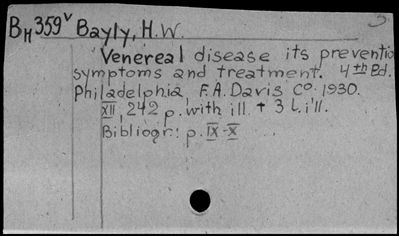 BH359v Bayly, H.W.
Venereal disease its preventio
symptoms and treatment. 4th Ed.
Philadelphia, F.A. Davis Co. 1930.
XII, 242 p. with ill. + 3 l. ill.
Bibliogr: p. IX-X